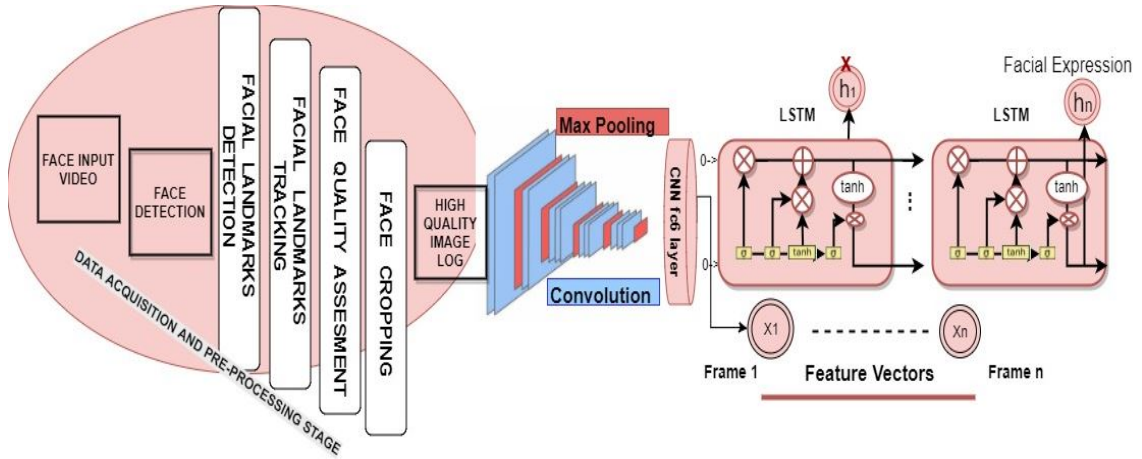 FACE INPUT
VIDEO
FACE
DETECTION
FACIAL LANDMARKS
DETECTION
FACIAL LANDMARKS
TRACKING
FACE QUALITY ASSESMENT
FACE CROPPING
HIGH
QUALITY
IMAGE
LOG
DATA ACQUISITION AND PRE-PROCESSING STAGE
Max Pooling
Convolution
CNN fc6 layer
0->
0->
X
h1
LSTM
tanh
σ
σ
tanh
σ
Facial Expression
hn
LSTM
tanh
σ
σ
tanh
σ
X1
Xn
Frame 1
Feature Vectors
Frame n